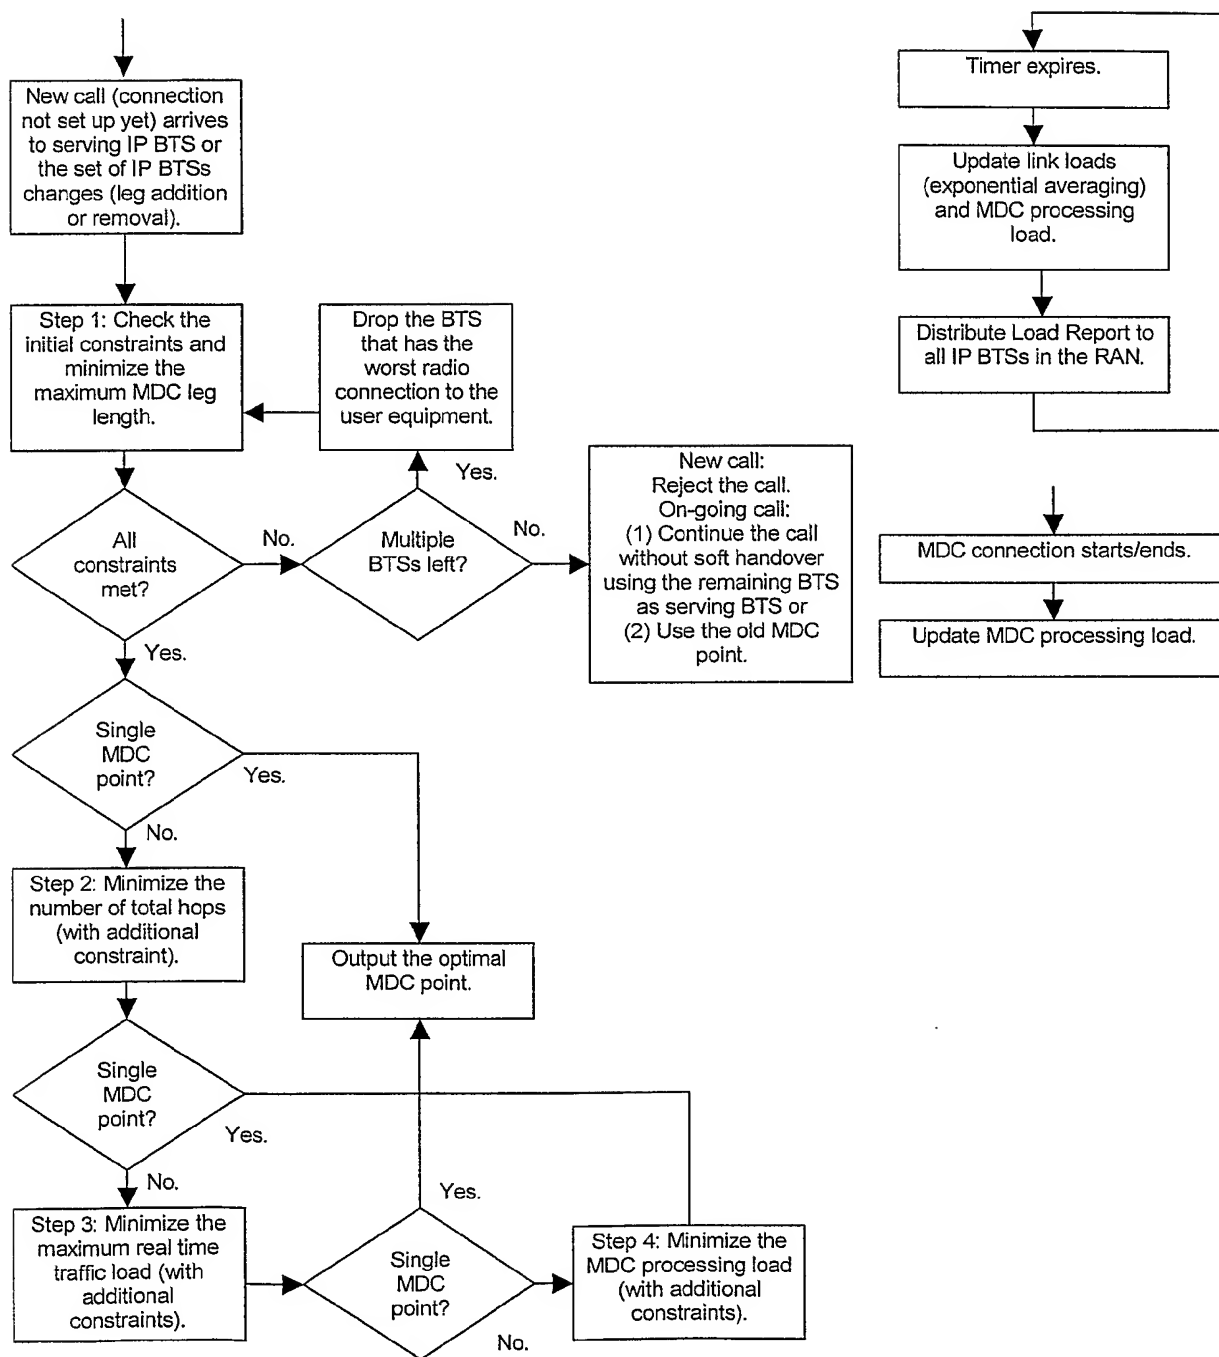 New call (connection
not set up yet) arrives
to serving IP BTS or
the set of IP BTSs
changes (leg addition
or removal).
Step 1: Check the
initial constraints and
minimize the
maximum MDC leg
length.
Drop the BTS
that has the
worst radio
connection to the
user equipment.
Yes.
All
constraints
met?
No.
Multiple
BTSs left?
No.
New call:
Reject the call.
On-going call:
(1) Continue the call
without soft handover
using the remaining BTS
as serving BTS or
(2) Use the old MDC
point.
Yes.
Single
MDC
point?
Yes.
No.
Step 2: Minimize the
number of total hops
(with additional
constraint).
Output the optimal
MDC point.
Single
MDC
point?
Yes.
No.
Step 3: Minimize the
maximum real time
traffic load (with
additional
constraints).
Yes.
Single
MDC
point?
No.
Step 4: Minimize the
MDC processing load
(with additional
constraints).
Timer expires.
Update link loads
(exponential averaging)
and MDC processing
load.
Distribute Load Report to
all IP BTSs in the RAN.
MDC connection starts/ends.
Update MDC processing load.